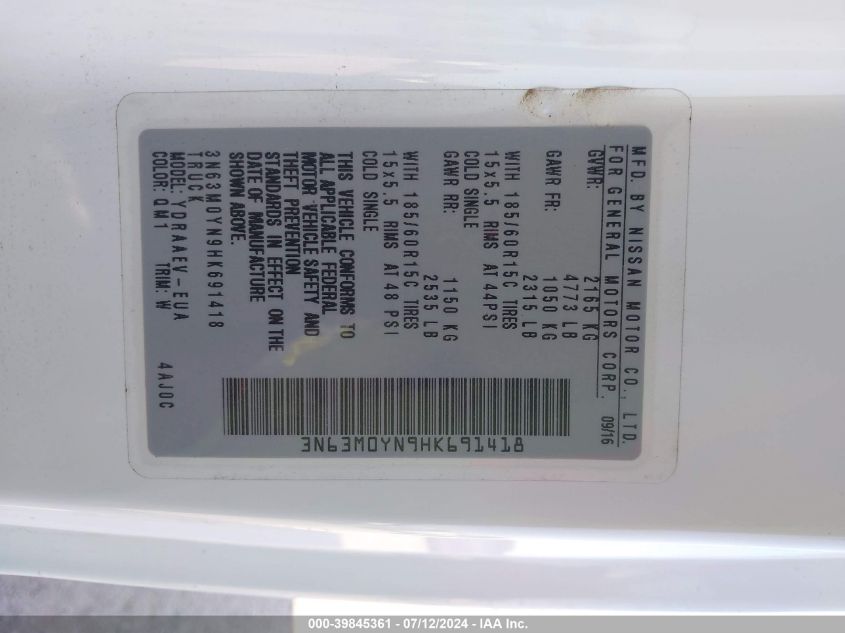 MFD. BY NISSAN MOTOR CO., LTD.
FOR GENERAL MOTORS CORP. 09/16
GVWR: 2165 KG
4773 LB
GAWR FR: 1050 KG
2315 LB
WITH 185/60R15C TIRES
15x5.5 RIMS AT 44PSI
COLD SINGLE
GAWR RR: 1150 KG
2535 LB
WITH 185/60R15C TIRES
15x5.5 RIMS AT 48 PSI
COLD SINGLE
THIS VEHICLE CONFORMS TO
ALL APPLICABLE FEDERAL
MOTOR VEHICLE SAFETY AND
THEFT PREVENTION
STANDARDS IN EFFECT ON THE
DATE OF MANUFACTURE
SHOWN ABOVE.
3N63M0YN9HK691418
TRUCK
MODEL: YDRAAEV-EUA
COLOR: QM1 TRIM: W 4AJ0C
3N63M0YN9HK691418
000-39845361 - 07/12/2024 - IAA Inc.